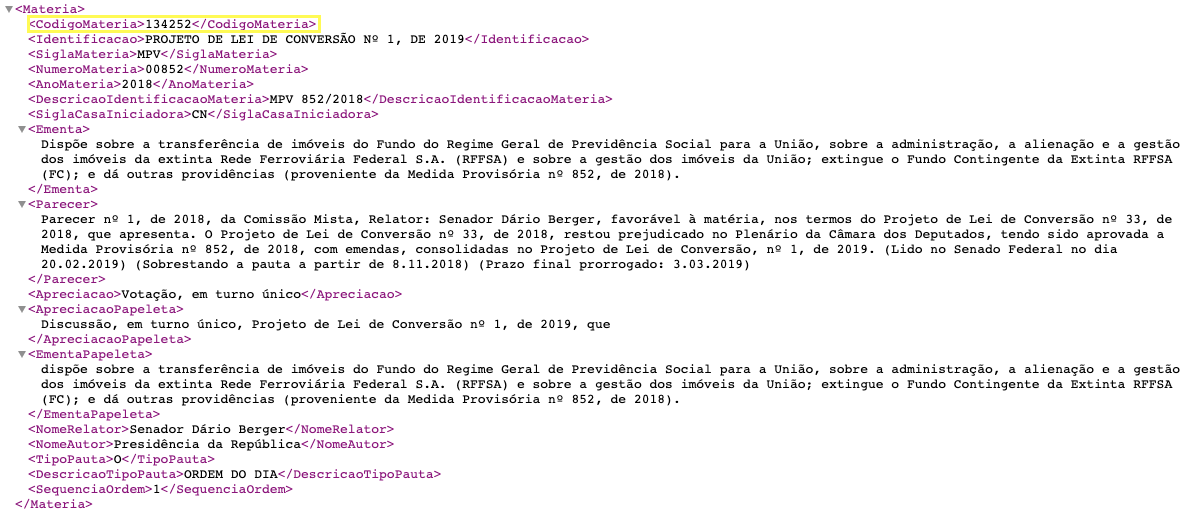 <Materia>
<CodigoMateria>134252</CodigoMateria>
<Identificacao>PROJETO DE LEI DE CONVERSÃO Nº 1, DE 2019</Identificacao>
<SiglaMateria>MPV</SiglaMateria>
<NumeroMateria>00852</NumeroMateria>
<AnoMateria>2018</AnoMateria>
<DescricaoIdentificacaoMateria>MPV 852/2018</DescricaoIdentificacaoMateria>
<SiglaCasaIniciadora>CN</SiglaCasaIniciadora>
<Ementa>
Dispõe sobre a transferência de imóveis do Fundo do Regime Geral de Previdência Social para a União, sobre a administração, a alienação e a gestão
dos imóveis da extinta Rede Ferroviária Federal S.A. (RFFSA) e sobre a gestão dos imóveis da União; extingue o Fundo Contingente da Extinta RFFSA
(FC); e dá outras providências (proveniente da Medida Provisória nº 852, de 2018).
</Ementa>
<Parecer>
Parecer nº 1, de 2018, da Comissão Mista, Relator: Senador Dário Berger, favorável à matéria, nos termos do Projeto de Lei de Conversão nº 33, de
2018, que apresenta. O Projeto de Lei de Conversão nº 33, de 2018, restou prejudicado no Plenário da Câmara dos Deputados, tendo sido aprovada a
Medida Provisória nº 852, de 2018, com emendas, consolidadas no Projeto de Lei de Conversão, nº 1, de 2019. (Lido no Senado Federal no dia
20.02.2019) (Sobrestando a pauta a partir de 8.11.2018) (Prazo final prorrogado: 3.03.2019)
</Parecer>
<Apreciacao>Votação, em turno único</Apreciacao>
<ApreciacaoPapeleta>
Discussão, em turno único, Projeto de Lei de Conversão nº 1, de 2019, que
</ApreciacaoPapeleta>
<EmentaPapeleta>
dispõe sobre a transferência de imóveis do Fundo do Regime Geral de Previdência Social para a União, sobre a administração, a alienação e a gestão
dos imóveis da extinta Rede Ferroviária Federal S.A. (RFFSA) e sobre a gestão dos imóveis da União; extingue o Fundo Contingente da Extinta RFFSA
(FC); e dá outras providências (proveniente da Medida Provisória nº 852, de 2018).
</EmentaPapeleta>
<NomeRelator>Senador Dário Berger</NomeRelator>
<NomeAutor>Presidência da República</NomeAutor>
<TipoPauta>O</TipoPauta>
<DescricaoTipoPauta>ORDEM DO DIA</DescricaoTipoPauta>
<SequenciaOrdem>1</SequenciaOrdem>
</Materia>